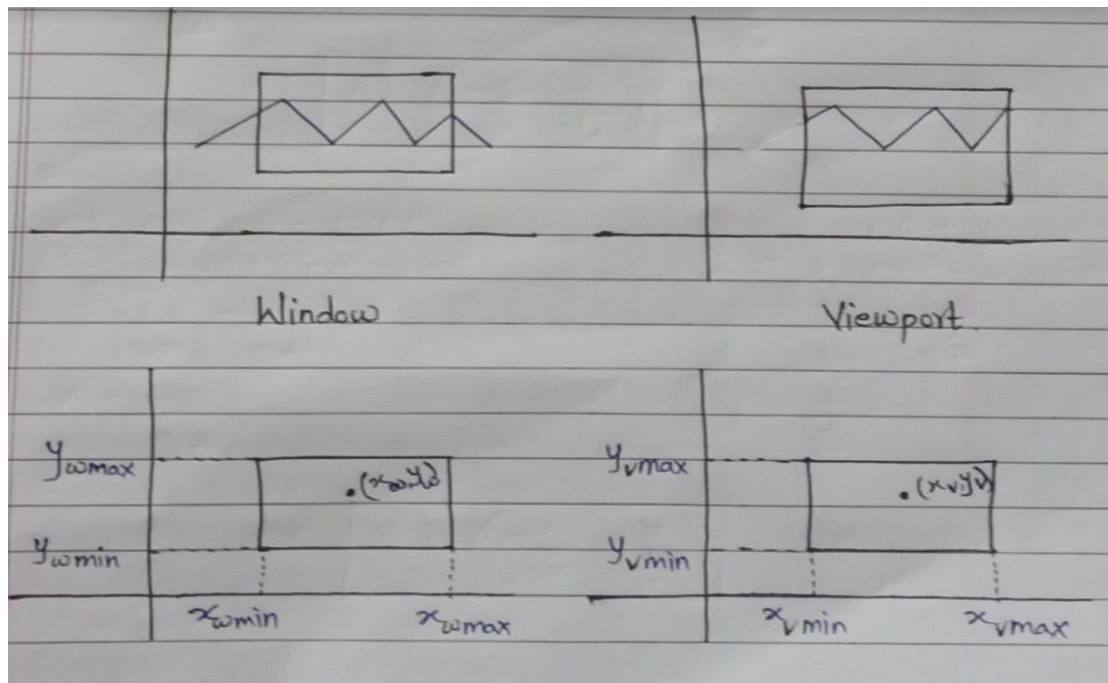 Window
Viewport.
ywmax
yvmax
(xw,yw)
(xv,yv)
ywmin
yvmin
xwmin
xwmax
xvmin
xvmax